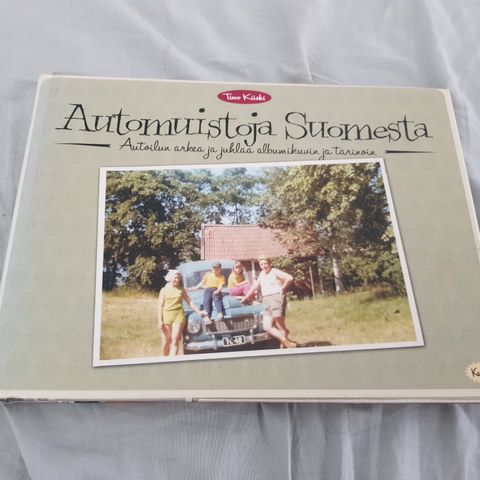 Timo Kiiski
Automuistoja Suomesta
Autoilun arkea ja juhlaa albumikuvin ja tarinoin